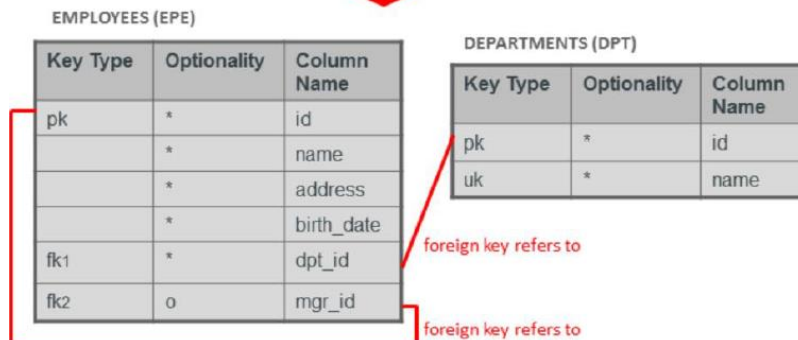 EMPLOYEES (EPE)
Key Type Optionality Column Name
pk * id
* name
* address
* birth_date
fk1 * dpt_id
fk2 o mgr_id
DEPARTMENTS (DPT)
Key Type Optionality Column Name
pk * id
uk * name
foreign key refers to
foreign key refers to